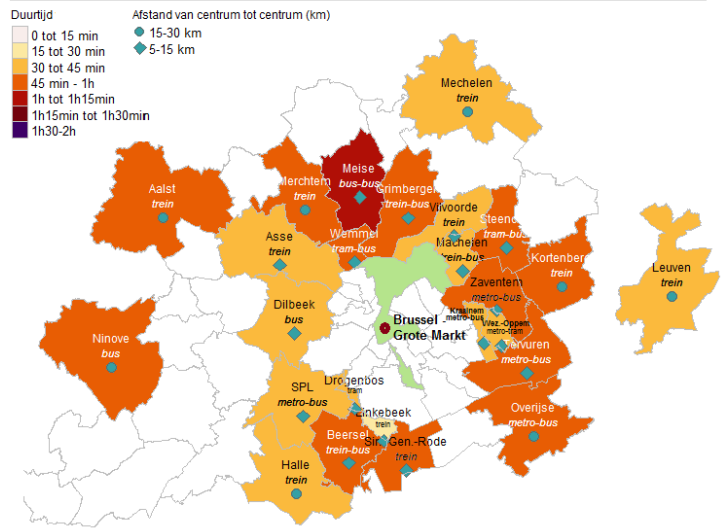 Duurtijd
0 tot 15 min
15 tot 30 min
30 tot 45 min
45 min - 1h
1h tot 1h15min
1h15min tot 1h30min
1h30-2h
Afstand van centrum tot centrum (km)
15-30 km
5-15 km
Mechelen
trein
Meise
bus-bus
Merchtem
trein
Grimbergen
trein-bus
Aalst
trein
Vilvoorde
trein
Steeno
tram-bus
Wemmel
tram-bus
Asse
trein
Machelen
trein-bus
Kortenberg
trein
Leuven
trein
Zaventem
metro-bus
Dilbeek
bus
Brussel -
Grote Markt
Kraainem
metro-bus
Wez.-Oppem
metro-tram
Tervuren
metro-bus
Ninove
bus
Drogenbos
tram
SPL
metro-bus
Linkebeek
trein
Overijse
metro-bus
Beersel
trein-bus
Sint-Gen.-Rode
trein
Halle
trein